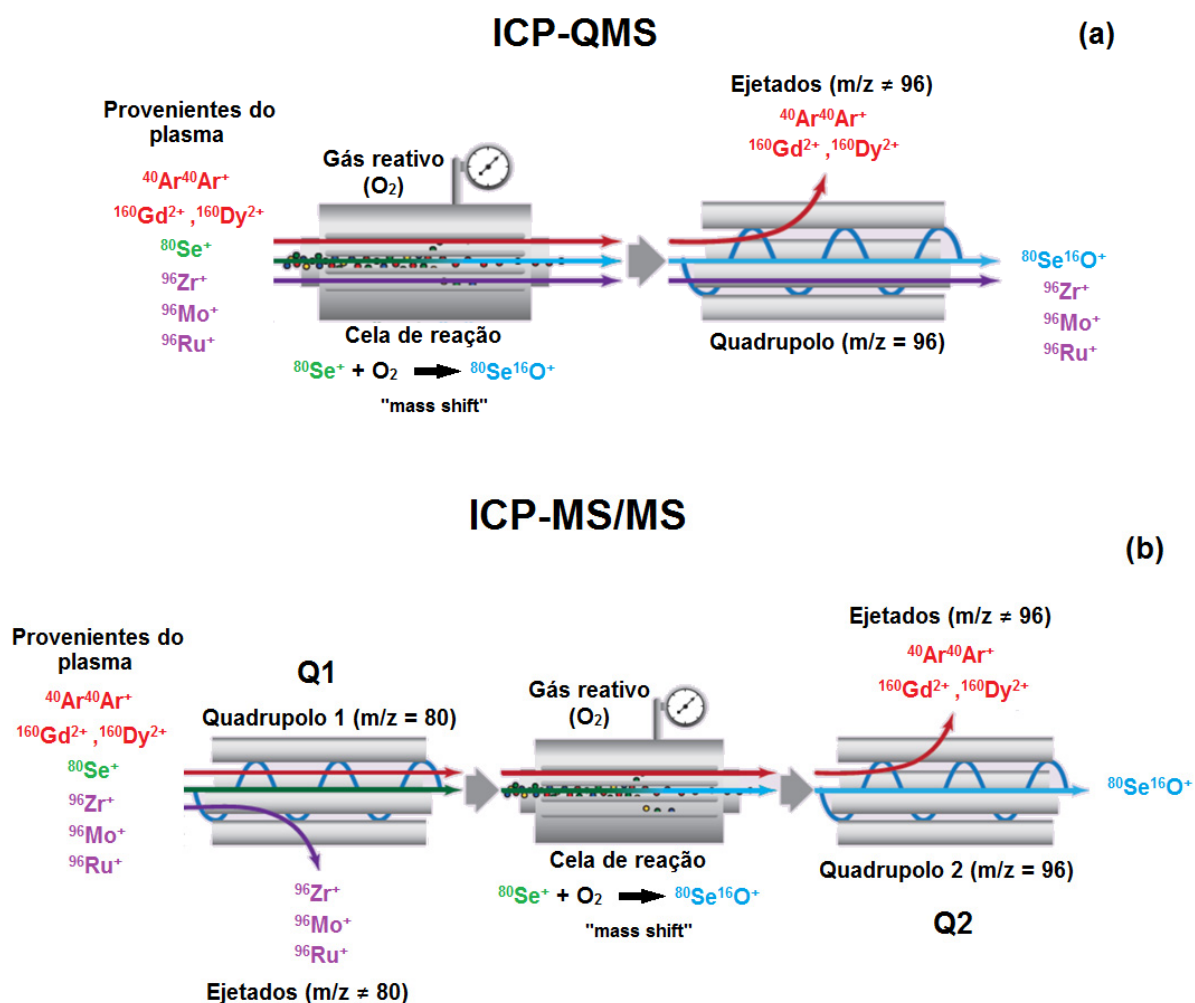 ICP-QMS
(a)
Provenientes do
plasma
⁴⁰Ar⁴⁰Ar⁺
¹⁶⁰Gd²⁺ ,¹⁶⁰Dy²⁺
⁸⁰Se⁺
⁹⁶Zr⁺
⁹⁶Mo⁺
⁹⁶Ru⁺
Gás reativo
(O₂)
Cela de reação
⁸⁰Se⁺ + O₂ ➡ ⁸⁰Se¹⁶O⁺
"mass shift"
Ejetados (m/z ≠ 96)
⁴⁰Ar⁴⁰Ar⁺
¹⁶⁰Gd²⁺ ,¹⁶⁰Dy²⁺
Quadrupolo (m/z = 96)
⁸⁰Se¹⁶O⁺
⁹⁶Zr⁺
⁹⁶Mo⁺
⁹⁶Ru⁺
ICP-MS/MS
(b)
Provenientes do
plasma
⁴⁰Ar⁴⁰Ar⁺
¹⁶⁰Gd²⁺ ,¹⁶⁰Dy²⁺
⁸⁰Se⁺
⁹⁶Zr⁺
⁹⁶Mo⁺
⁹⁶Ru⁺
Q1
Quadrupolo 1 (m/z = 80)
⁹⁶Zr⁺
⁹⁶Mo⁺
⁹⁶Ru⁺
Ejetados (m/z ≠ 80)
Gás reativo
(O₂)
Cela de reação
⁸⁰Se⁺ + O₂ ➡ ⁸⁰Se¹⁶O⁺
"mass shift"
Ejetados (m/z ≠ 96)
⁴⁰Ar⁴⁰Ar⁺
¹⁶⁰Gd²⁺ ,¹⁶⁰Dy²⁺
Quadrupolo 2 (m/z = 96)
Q2
⁸⁰Se¹⁶O⁺